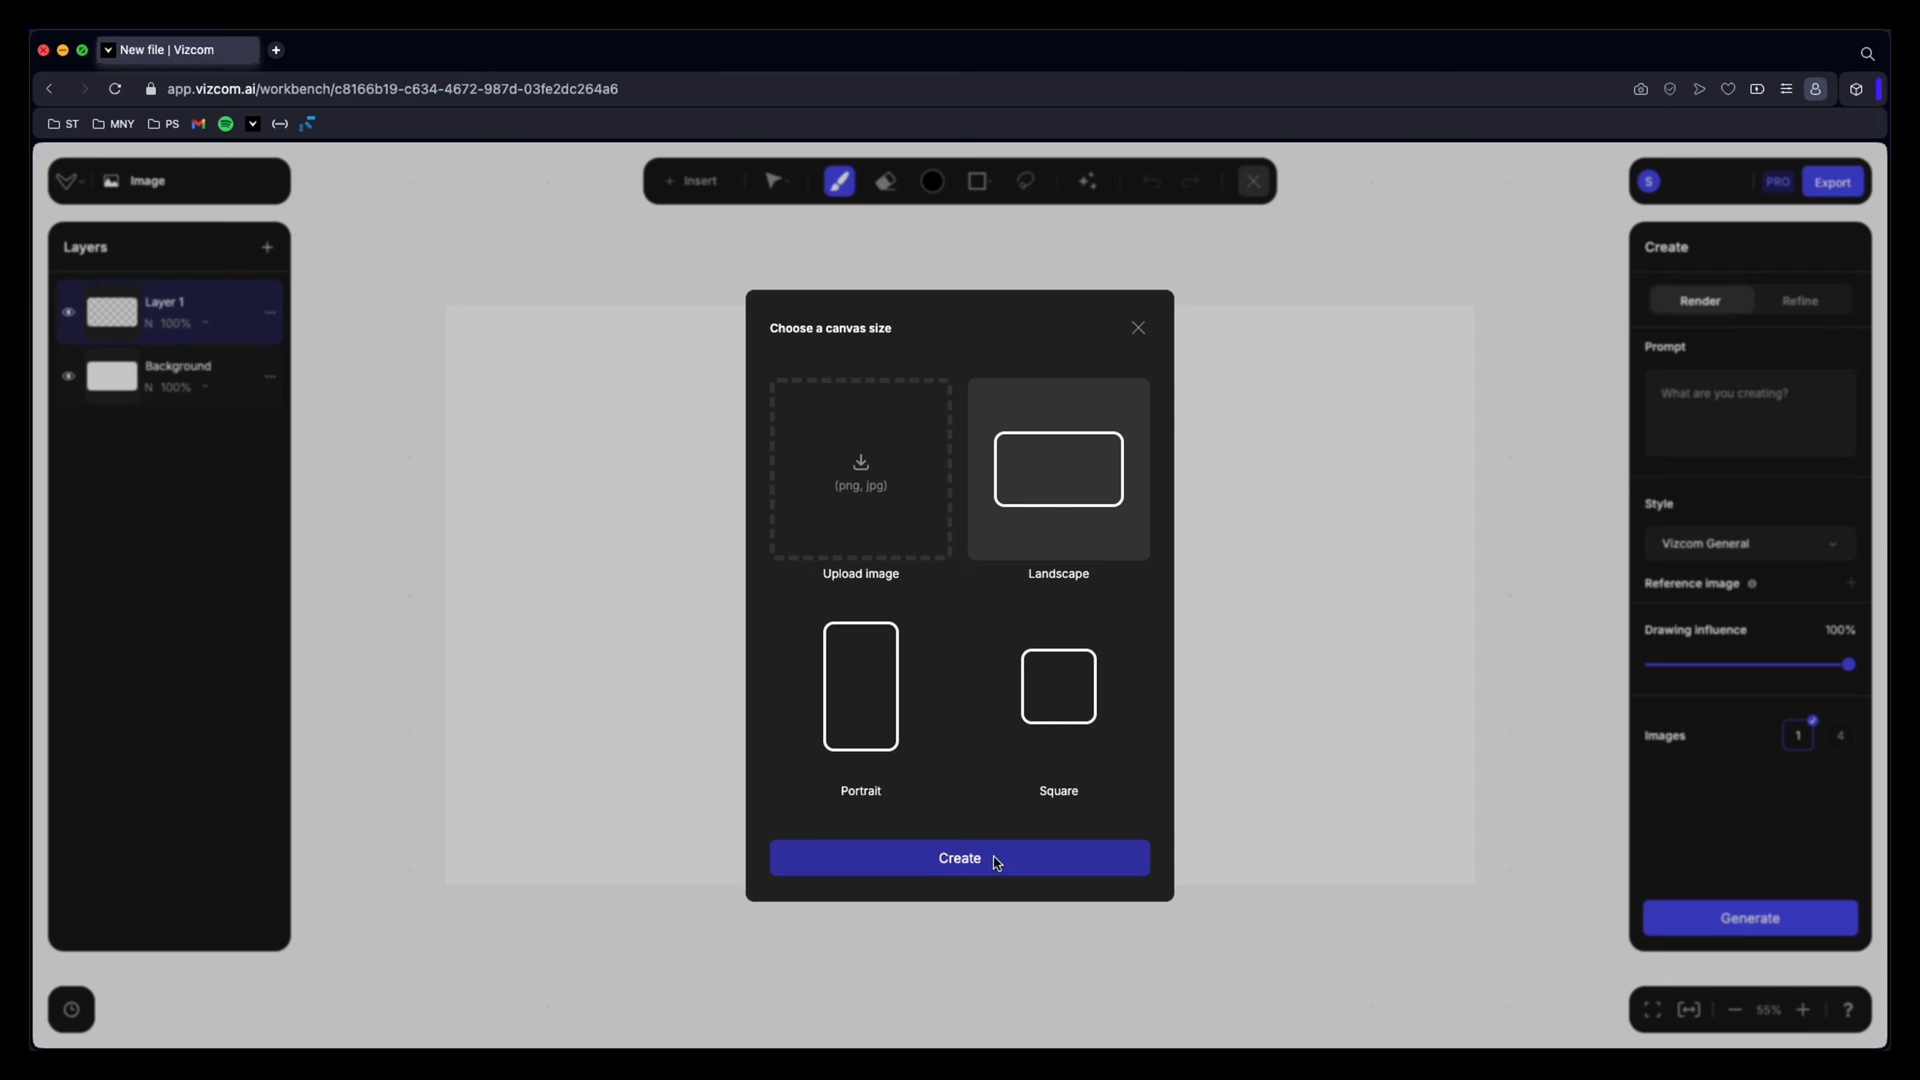 New file | Vizcom
app.vizcom.ai/workbench/c8166b19-c634-4672-987d-03fe2dc264a6
ST MNY PS
Image
Insert
S PRO Export
Layers
Layer 1
N 100%
Background
N 100%
Choose a canvas size
(png, jpg)
Upload image
Landscape
Portrait
Square
Create
Create
Render Refine
Prompt
What are you creating?
Style
Vizcom General
Reference image
Drawing influence 100%
Images 1 4
Generate
55% ?